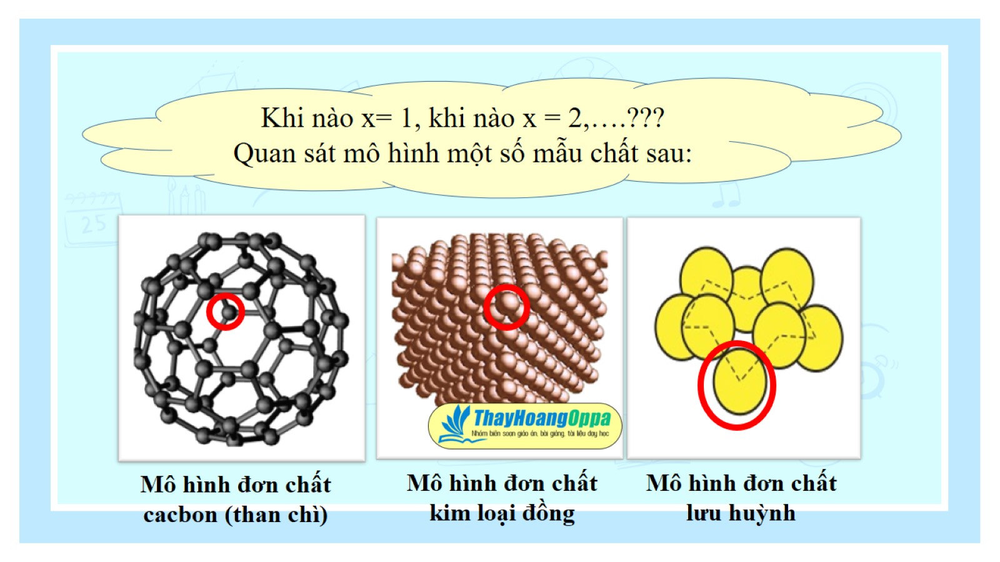 Khi nào x= 1, khi nào x = 2,….???
Quan sát mô hình một số mẫu chất sau:
25
ThayHoangOppa
Nhóm biên soạn giáo án, bài giảng, tài liệu dạy học
Mô hình đơn chất
cacbon (than chì)
Mô hình đơn chất
kim loại đồng
Mô hình đơn chất
lưu huỳnh